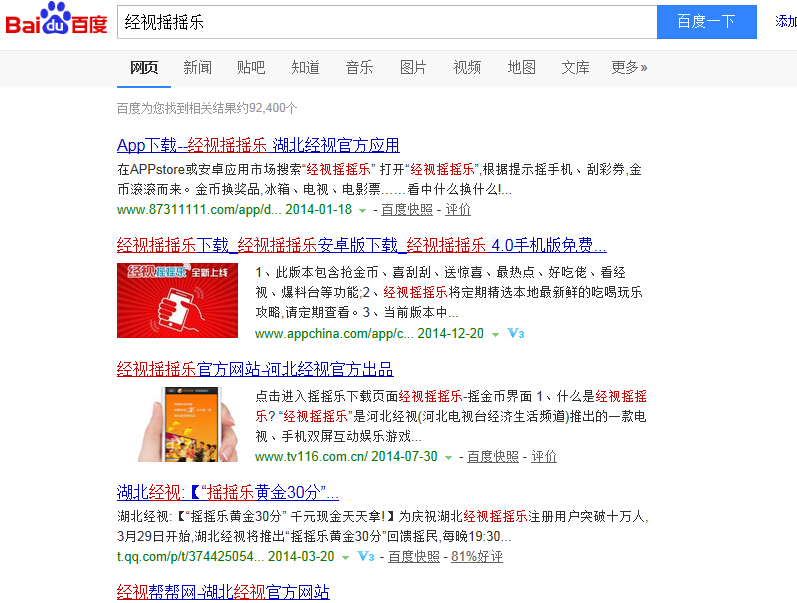 Bai du 百度 经视摇摇乐 百度一下 添加
网页 新闻 贴吧 知道 音乐 图片 视频 地图 文库 更多»
百度为您找到相关结果约92,400个
App下载--经视摇摇乐 湖北经视官方应用
在APPstore或安卓应用市场搜索“经视摇摇乐” 打开“经视摇摇乐”,根据提示摇手机、刮彩券,金
币滚滚而来。金币换奖品,冰箱、电视、电影票……看中什么换什么!...
www.87311111.com/app/d... 2014-01-18 - 百度快照 - 评价
经视摇摇乐下载_经视摇摇乐安卓版下载_经视摇摇乐 4.0手机版免费...
经视摇摇乐 全新上线
1、此版本包含抢金币、喜刮刮、送惊喜、最热点、好吃佬、看经
视、爆料台等功能;2、经视摇摇乐将定期精选本地最新鲜的吃喝玩乐
攻略,请定期查看。3、当前版本中...
www.appchina.com/app/c... 2014-12-20 V3
经视摇摇乐官方网站-河北经视官方出品
点击进入摇摇乐下载页面经视摇摇乐-摇金币界面 1、什么是经视摇摇
乐? “经视摇摇乐”是河北经视(河北电视台经济生活频道)推出的一款电
视、手机双屏互动娱乐游戏...
www.tv116.com.cn/ 2014-07-30 - 百度快照 - 评价
湖北经视:【“摇摇乐黄金30分”...
湖北经视:【“摇摇乐黄金30分” 千元现金天天拿!】为庆祝湖北经视摇摇乐注册用户突破十万人,
3月29日开始,湖北经视将推出“摇摇乐黄金30分”回馈摇民,每晚19:30...
t.qq.com/p/t/374425054... 2014-03-20 V3 - 百度快照 - 81%好评
经视帮帮网-湖北经视官方网站